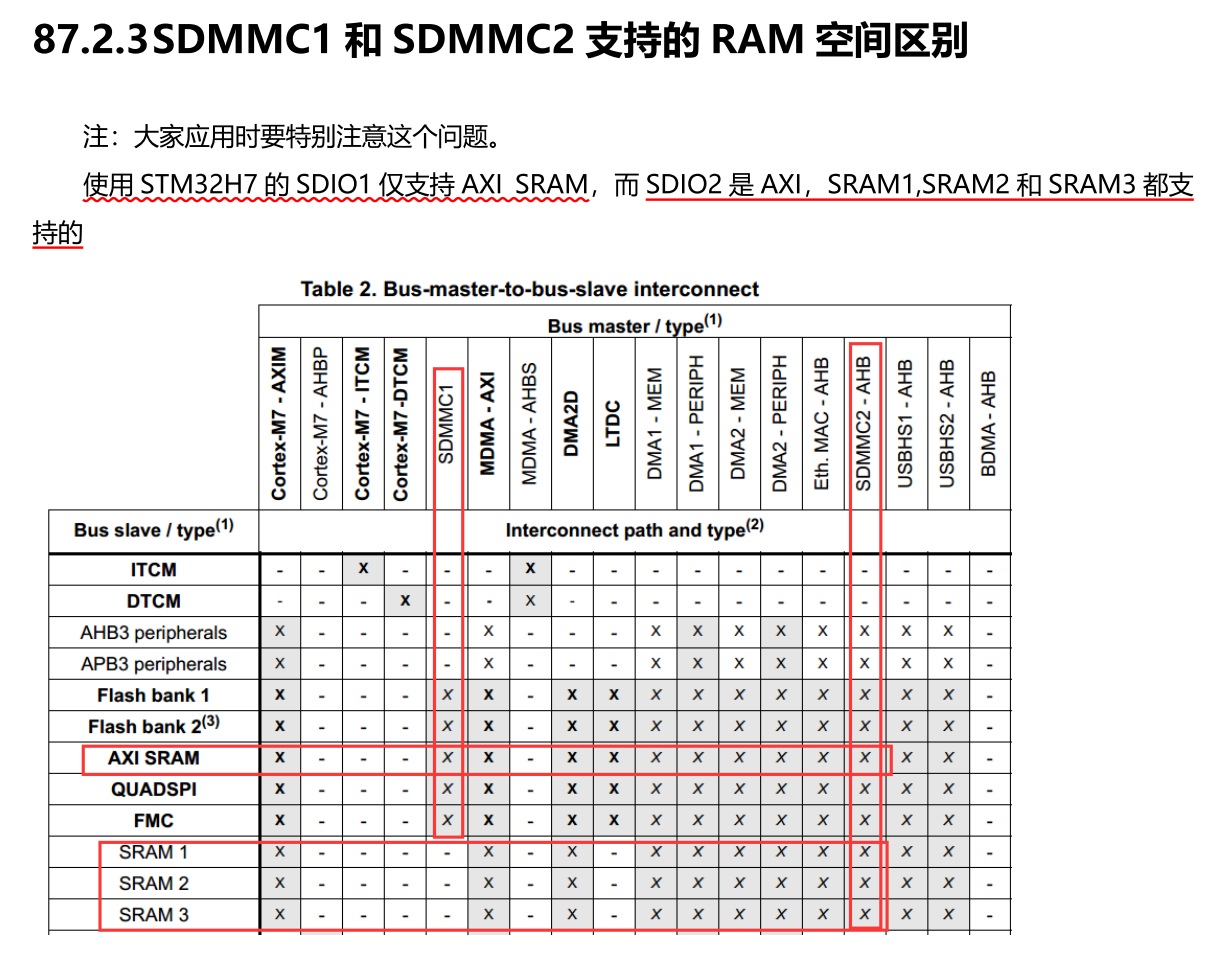 87.2.3SDMMC1 和 SDMMC2 支持的 RAM 空间区别
注：大家应用时要特别注意这个问题。
使用 STM32H7 的 SDIO1 仅支持 AXI SRAM，而 SDIO2 是 AXI，SRAM1,SRAM2 和 SRAM3 都支
持的
Table 2. Bus-master-to-bus-slave interconnect
Bus master / type(1)
Cortex-M7 - AXIM
Cortex-M7 - AHBP
Cortex-M7 - ITCM
Cortex-M7 -DTCM
SDMMC1
MDMA - AXI
MDMA - AHBS
DMA2D
LTDC
DMA1 - MEM
DMA1 - PERIPH
DMA2 - MEM
DMA2 - PERIPH
Eth. MAC - AHB
SDMMC2 - AHB
USBHS1 - AHB
USBHS2 - AHB
BDMA - AHB
Bus slave / type(1) Interconnect path and type(2)
ITCM - - x - - - x - - - - - - - - - - -
DTCM - - - x - - x - - - - - - - - - - -
AHB3 peripherals x - - - - x - - - x x x x x x x x -
APB3 peripherals x - - - - x - - - x x x x x x x x -
Flash bank 1 x - - - x x - x x x x x x x x x x -
Flash bank 2(3) x - - - x x - x x x x x x x x x x -
AXI SRAM x - - - x x - x x x x x x x x x x -
QUADSPI x - - - x x - x x x x x x x x x x -
FMC x - - - x x - x x x x x x x x x x -
SRAM 1 x - - - - x - x - x x x x x x x x -
SRAM 2 x - - - - x - x - x x x x x x x x -
SRAM 3 x - - - - x - x - x x x x x x x x -